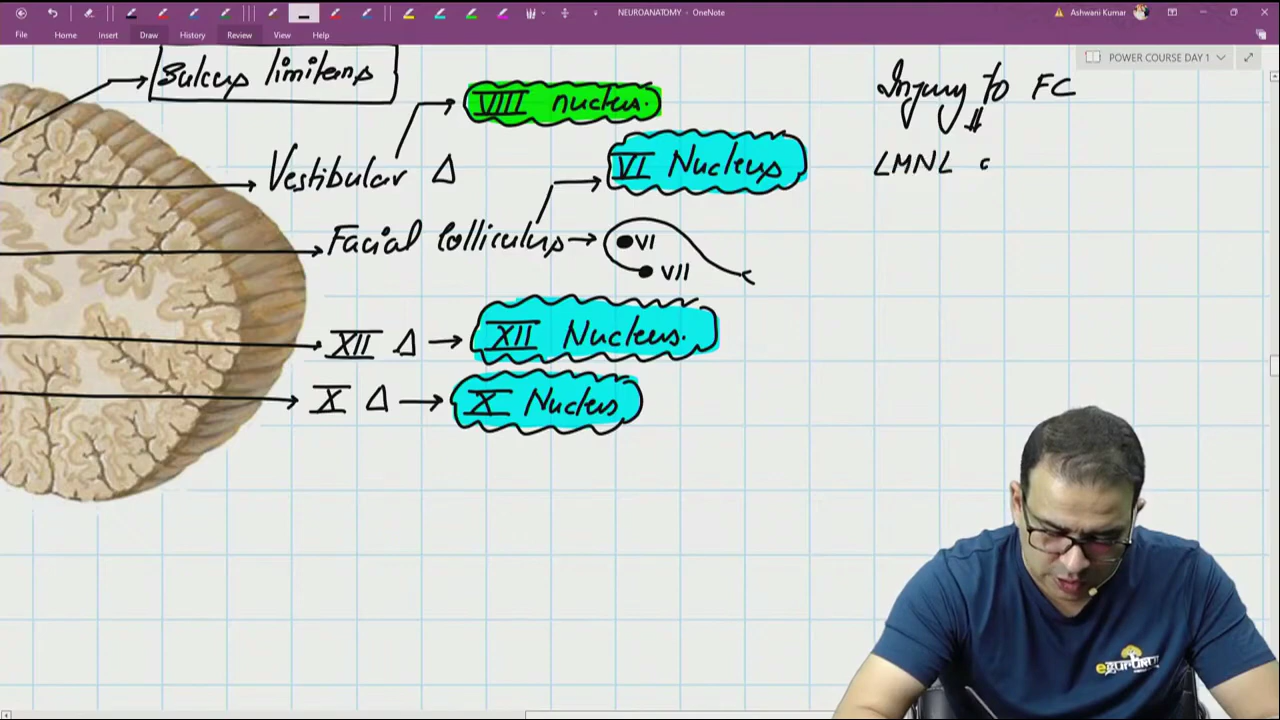 NEUROANATOMY - OneNote
Ashwani Kumar
File Home Insert Draw History Review View Help
POWER COURSE DAY 1
Sulcus limitans
VIII nucleus.
Vestibular Δ
VI Nucleus
Facial Colliculus → VI
VII
XII Δ → XII Nucleus.
X Δ → X Nucleus
Injury to FC
LMNL
eGurukul